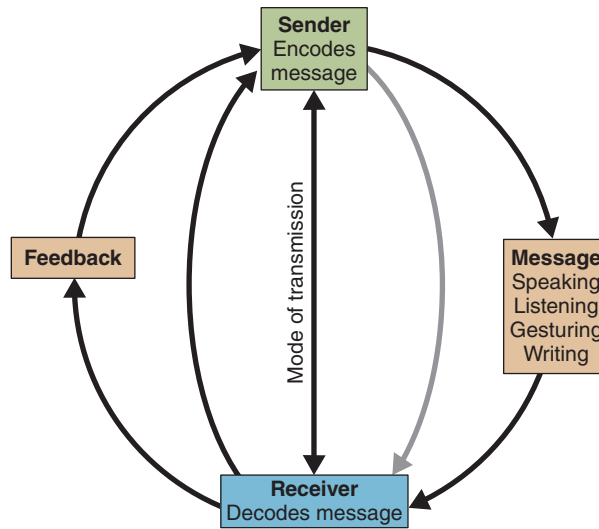 Sender
Encodes
message
Mode of transmission
Feedback
Message
Speaking
Listening
Gesturing
Writing
Receiver
Decodes message